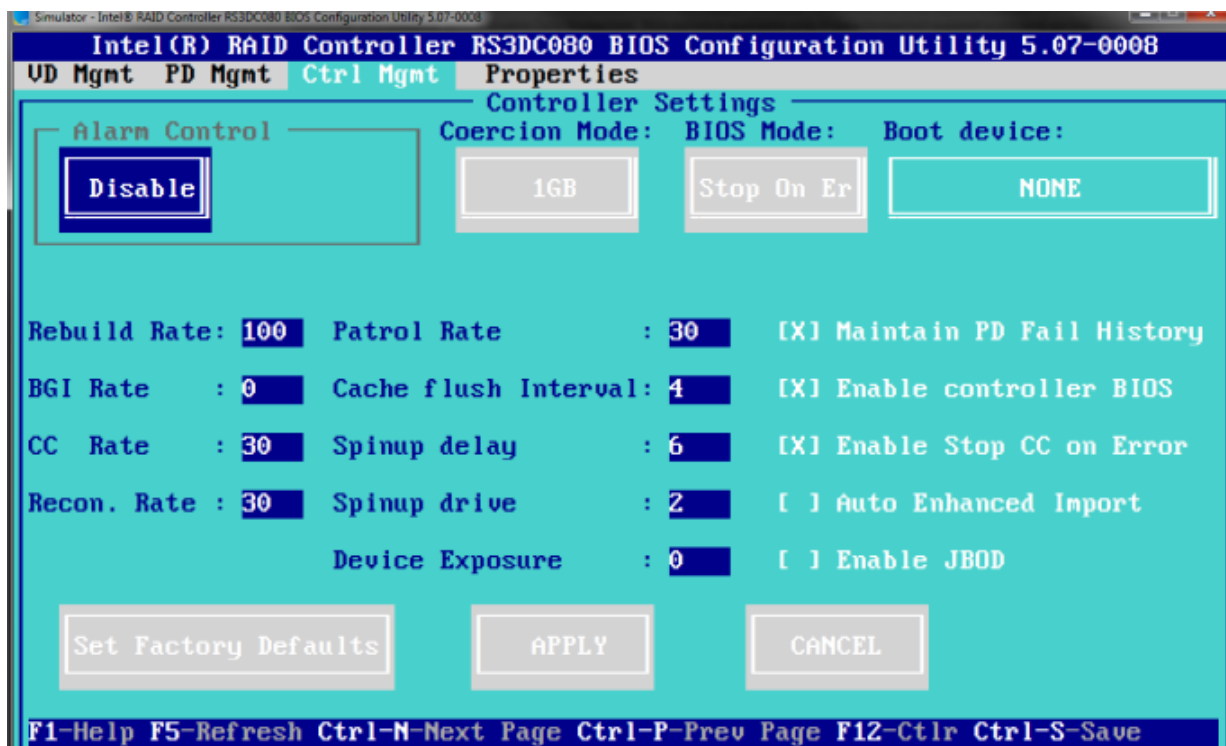 Simulator - Intel® RAID Controller RS3DC080 BIOS Configuration Utility 5.07-0008
Intel(R) RAID Controller RS3DC080 BIOS Configuration Utility 5.07-0008
VD Mgmt PD Mgmt Ctrl Mgmt Properties
Controller Settings
Alarm Control Coercion Mode: BIOS Mode: Boot device:
Disable 1GB Stop On Er NONE
Rebuild Rate: 100 Patrol Rate : 30 [X] Maintain PD Fail History
BGI Rate : 0 Cache flush Interval: 4 [X] Enable controller BIOS
CC Rate : 30 Spinup delay : 6 [X] Enable Stop CC on Error
Recon. Rate : 30 Spinup drive : 2 [ ] Auto Enhanced Import
Device Exposure : 0 [ ] Enable JBOD
Set Factory Defaults APPLY CANCEL
F1-Help F5-Refresh Ctrl-N-Next Page Ctrl-P-Prev Page F12-Ctlr Ctrl-S-Save